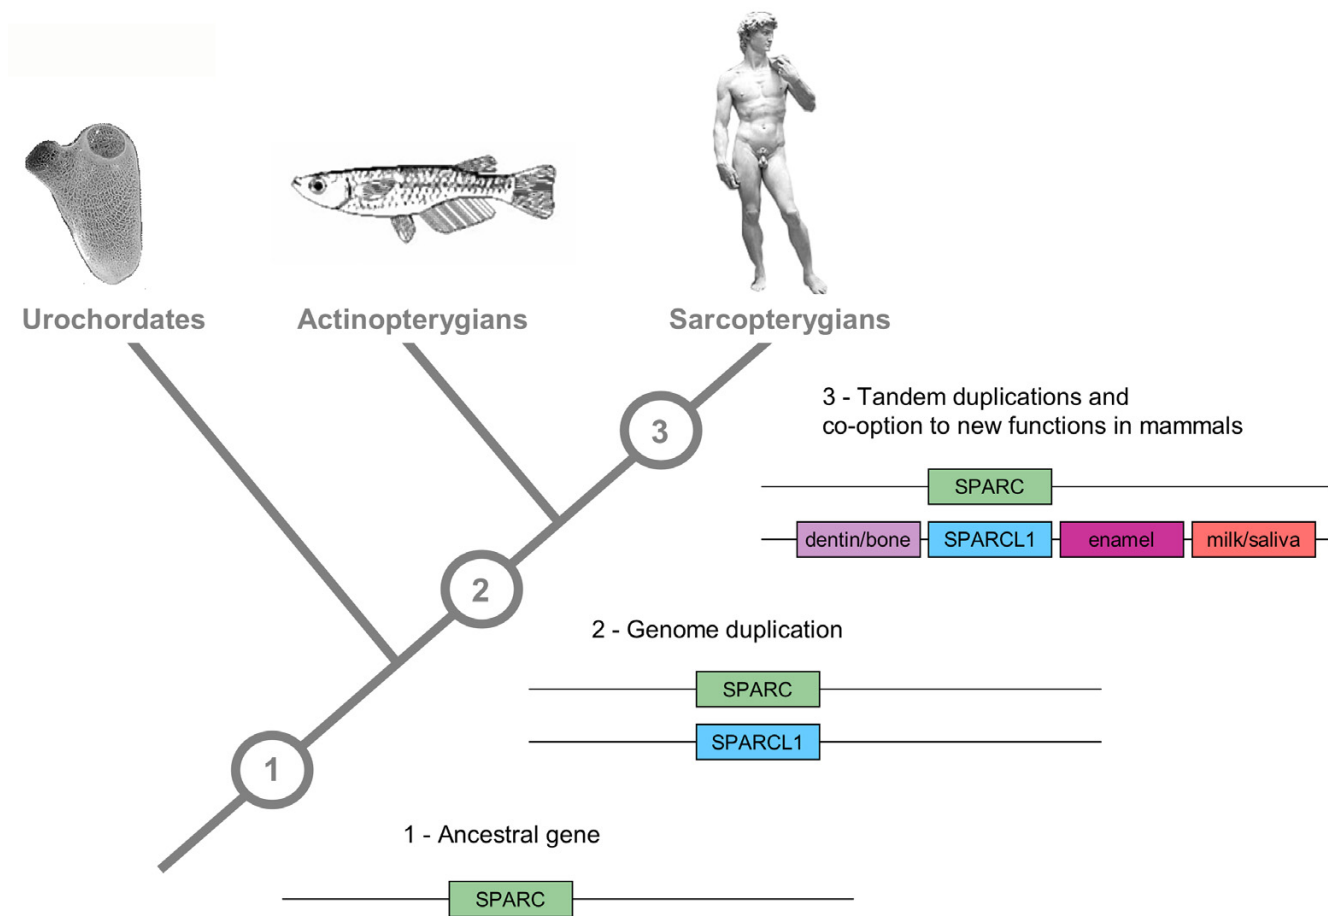 Urochordates
Actinopterygians
Sarcopterygians
3
3 - Tandem duplications and
co-option to new functions in mammals
SPARC
dentin/bone SPARCL1 enamel milk/saliva
2
2 - Genome duplication
SPARC
SPARCL1
1
1 - Ancestral gene
SPARC